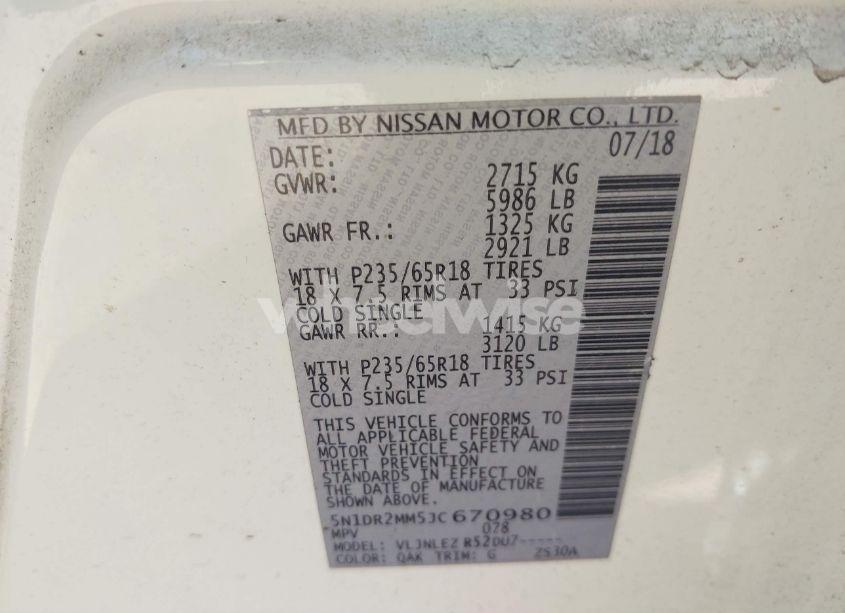 MFD BY NISSAN MOTOR CO., LTD.
DATE: 07/18
GVWR: 2715 KG
5986 LB
GAWR FR.: 1325 KG
2921 LB
WITH P235/65R18 TIRES
18 X 7.5 RIMS AT 33 PSI
COLD SINGLE
GAWR RR.: 1415 KG
3120 LB
WITH P235/65R18 TIRES
18 X 7.5 RIMS AT 33 PSI
COLD SINGLE
THIS VEHICLE CONFORMS TO
ALL APPLICABLE FEDERAL
MOTOR VEHICLE SAFETY AND
THEFT PREVENTION
STANDARDS IN EFFECT ON
THE DATE OF MANUFACTURE
SHOWN ABOVE
5N1DR2MM5JC670980
MPV 078
MODEL: VLJNLEZ R52DU7-----
COLOR: QAK TRIM: G ZS30A